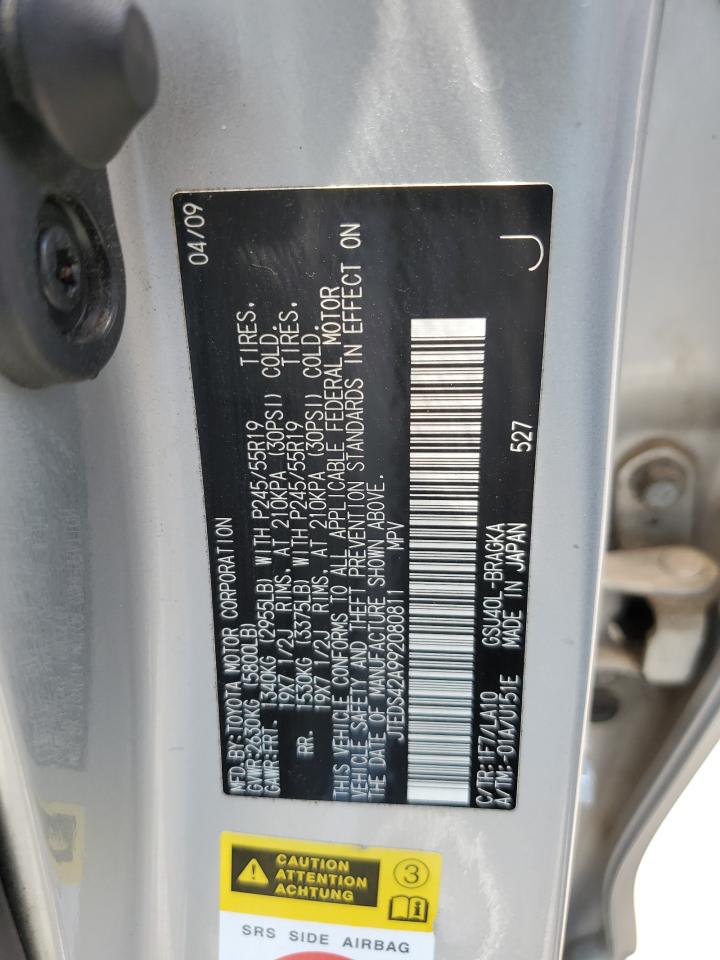 MFD.BY:TOYOTA MOTOR CORPORATION 04/09
GVWR:2630KG (5800LB)
GAWR:FRT. 1340KG (2955LB) WITH P245/55R19 TIRES,
19X7 1/2J RIMS, AT 210KPA (30PSI) COLD.
RR. 1530KG (3375LB) WITH P245/55R19 TIRES,
19X7 1/2J RIMS, AT 210KPA (30PSI) COLD.
THIS VEHICLE CONFORMS TO ALL APPLICABLE FEDERAL MOTOR
VEHICLE SAFETY AND THEFT PREVENTION STANDARDS IN EFFECT ON
THE DATE OF MANUFACTURE SHOWN ABOVE.
JTEDS42A992080811 MPV
C/TR:1F7/LA10 GSU40L-BRAGKA
A/TM:-01A/U151E MADE IN JAPAN 527
J
CAUTION
ATTENTION
ACHTUNG
3
i
SRS SIDE AIRBAG